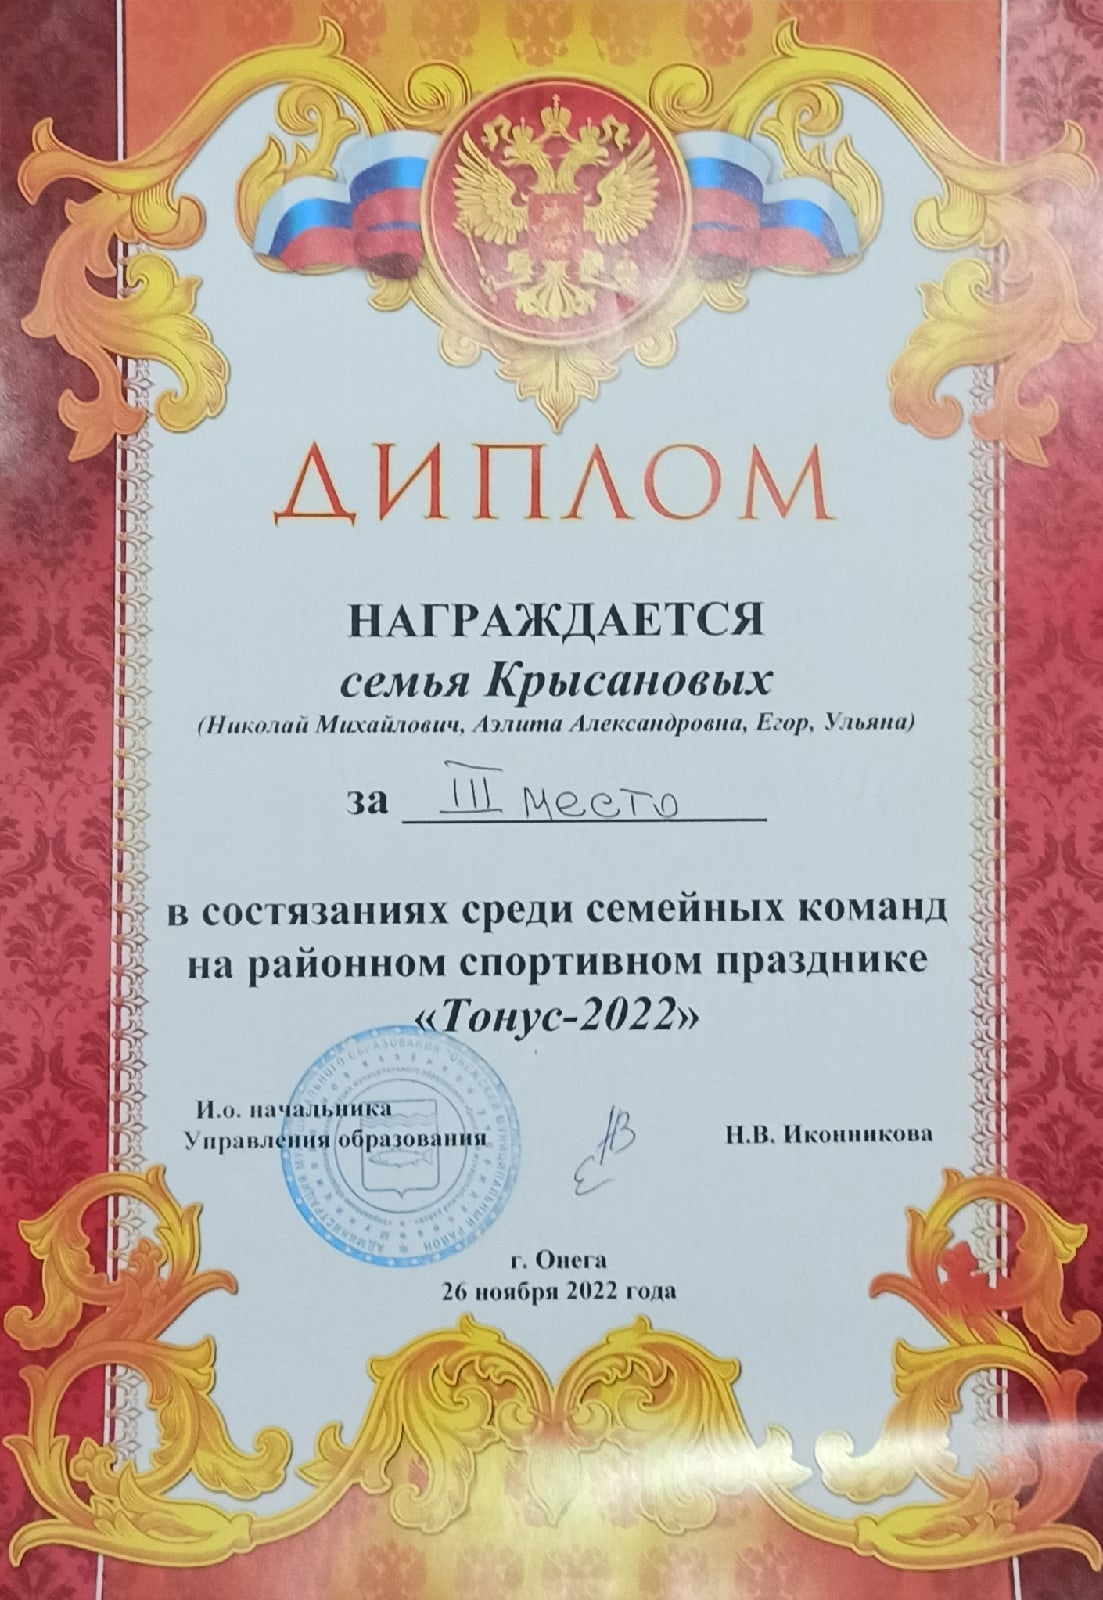 ДИПЛОМ
НАГРАЖДАЕТСЯ
семья Крысановых
(Николай Михайлович, Аэлита Александровна, Егор, Ульяна)
за III место
в состязаниях среди семейных команд
на районном спортивном празднике
«Тонус-2022»
И.о. начальника
Управления образования
Н.В. Иконникова
г. Онега
26 ноября 2022 года